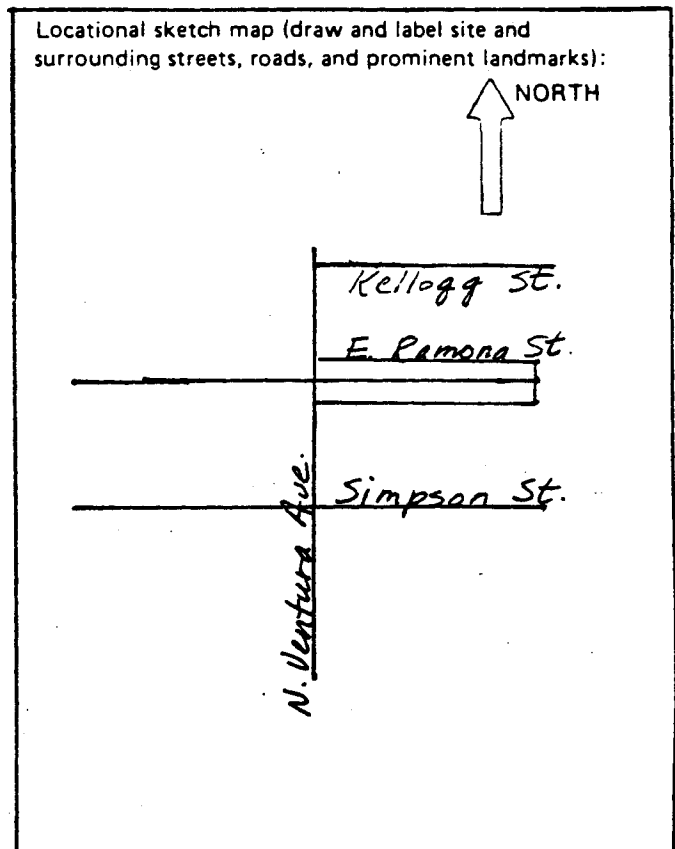 Locational sketch map (draw and label site and
surrounding streets, roads, and prominent landmarks):
NORTH
Kellogg St.
E. Ramona St.
Simpson St.
N. Ventura Ave.